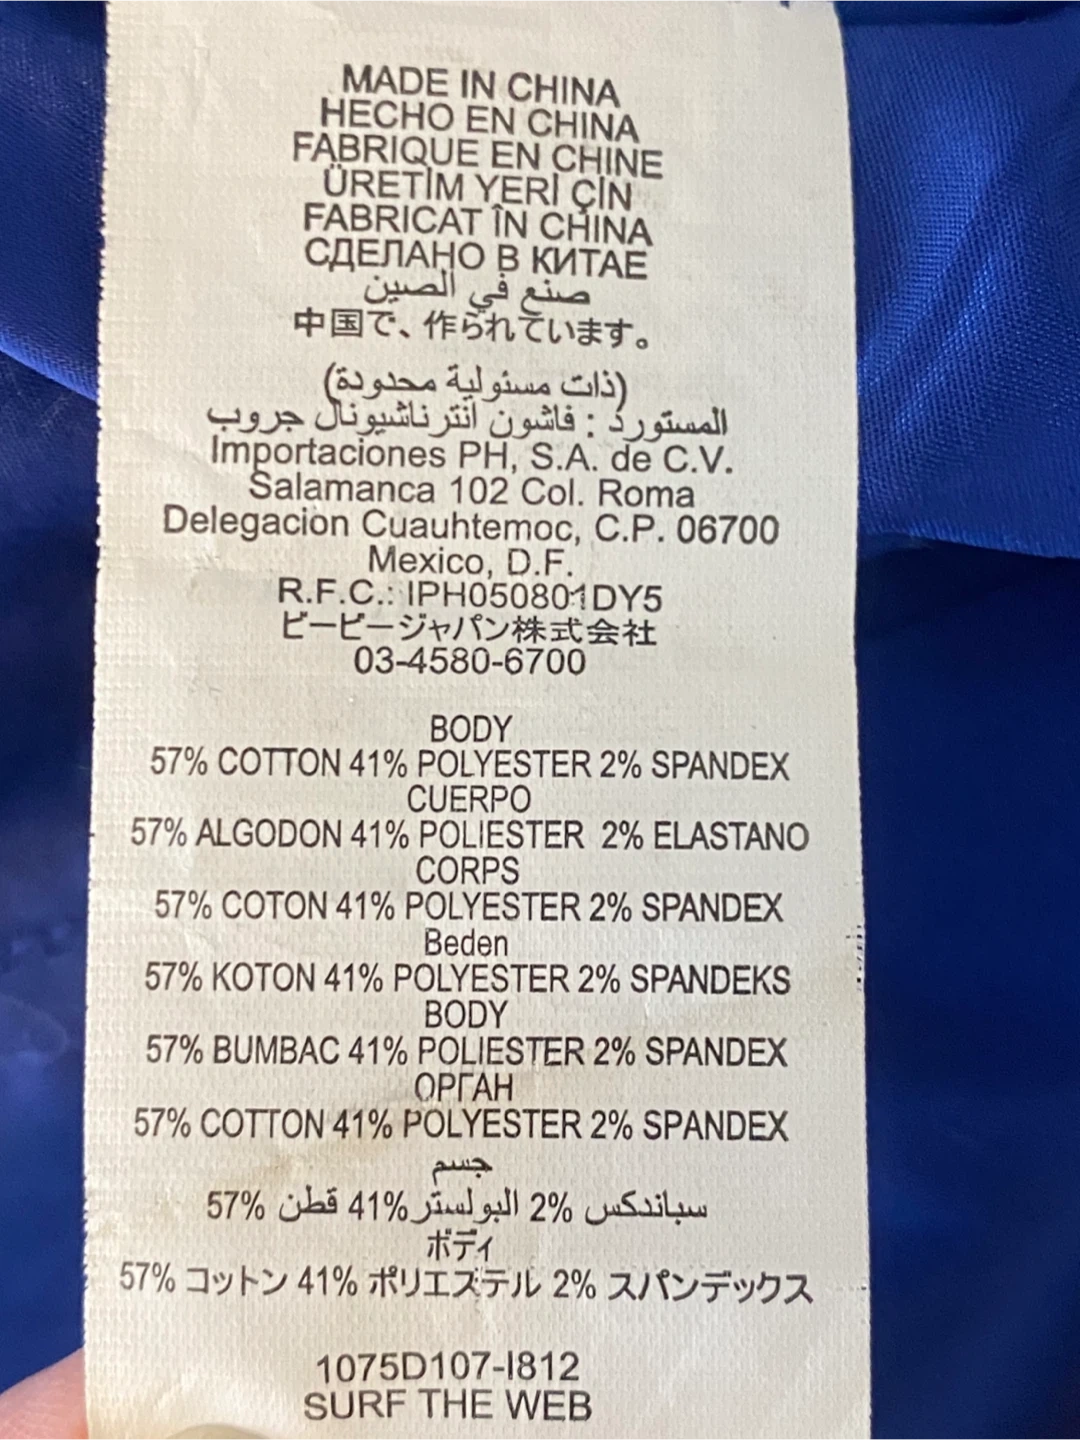 MADE IN CHINA
HECHO EN CHINA
FABRIQUE EN CHINE
ÜRETİM YERİ ÇİN
FABRICAT ÎN CHINA
СДЕЛАНО В КИТАЕ
صنع في الصين
中国で、作られています。
(ذات مسئولية محدودة)
المستورد : فاشون انترناشيونال جروب
Importaciones PH, S.A. de C.V.
Salamanca 102 Col. Roma
Delegacion Cuauhtemoc, C.P. 06700
Mexico, D.F.
R.F.C.: IPH050801DY5
ビービージャパン株式会社
03-4580-6700
BODY
57% COTTON 41% POLYESTER 2% SPANDEX
CUERPO
57% ALGODON 41% POLIESTER 2% ELASTANO
CORPS
57% COTON 41% POLYESTER 2% SPANDEX
Beden
57% KOTON 41% POLYESTER 2% SPANDEKS
BODY
57% BUMBAC 41% POLIESTER 2% SPANDEX
ОРГАН
57% COTTON 41% POLYESTER 2% SPANDEX
جسم
57% قطن 41% البولستر 2% سباندكس
ボディ
57% コットン 41% ポリエステル 2% スパンデックス
1075D107-I812
SURF THE WEB